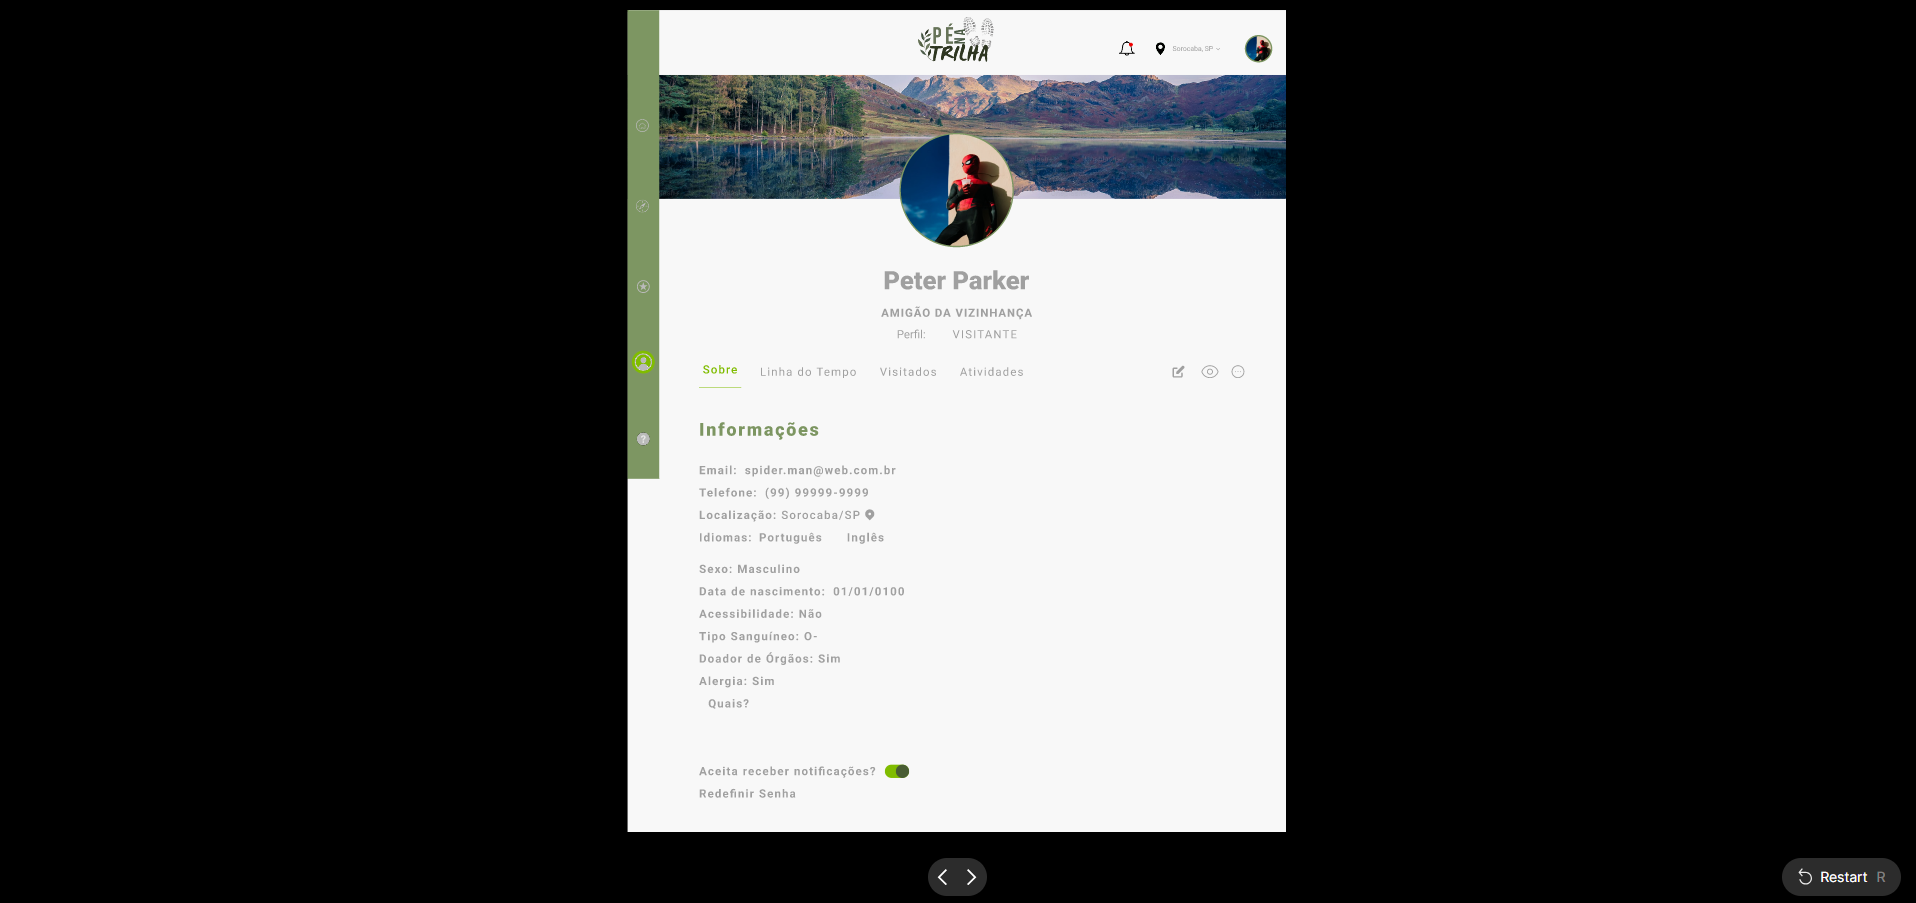 PÉ NA TRILHA
Sorocaba, SP
Peter Parker
AMIGÃO DA VIZINHANÇA
Perfil: VISITANTE
Sobre Linha do Tempo Visitados Atividades
Informações
Email: spider.man@web.com.br
Telefone: (99) 99999-9999
Localização: Sorocaba/SP
Idiomas: Português Inglês
Sexo: Masculino
Data de nascimento: 01/01/0100
Acessibilidade: Não
Tipo Sanguíneo: O-
Doador de Órgãos: Sim
Alergia: Sim
Quais?
Aceita receber notificações?
Redefinir Senha
Restart R